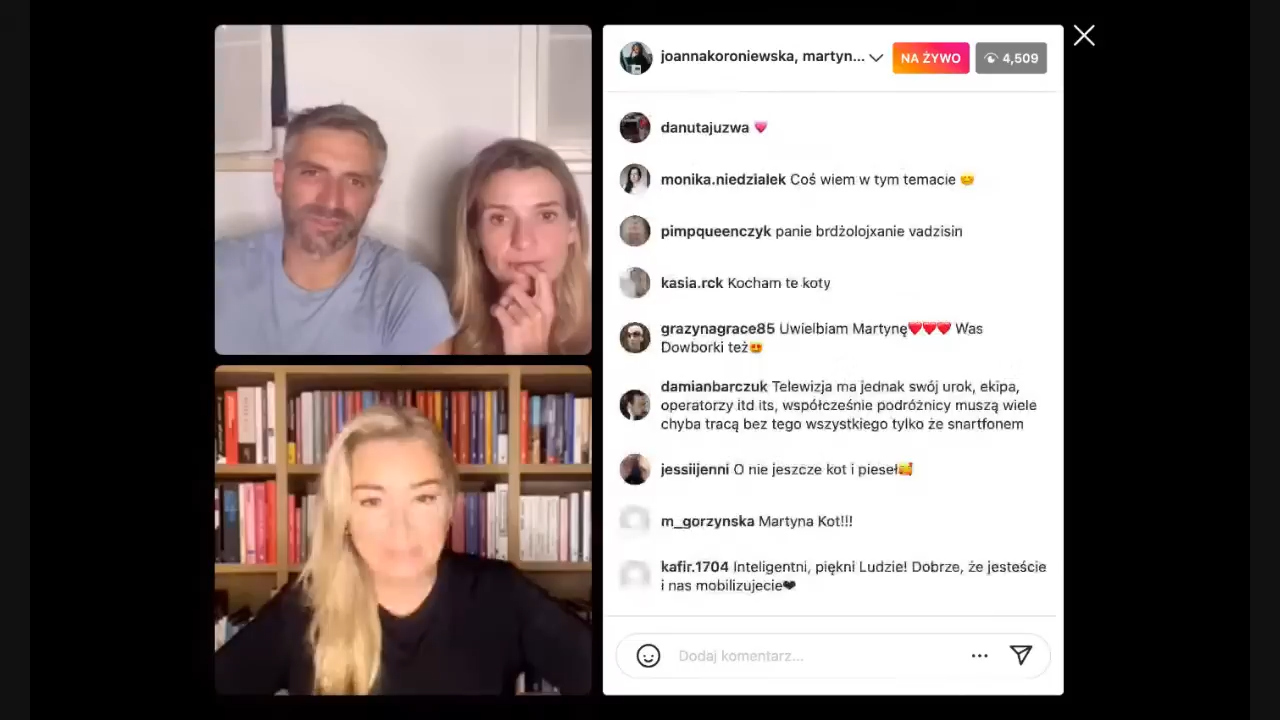 joannakoroniewska, martyn...
NA ŻYWO
4,509
danutajuzwa 💗
monika.niedzialek Coś wiem w tym temacie 🤓
pimpqueenczyk panie brdżolojxanie vadzisin
kasia.rck Kocham te koty
grazynagrace85 Uwielbiam Martynę❤️❤️❤️ Was
Dowborki też🤩
damianbarczuk Telewizja ma jednak swój urok, ekipa,
operatorzy itd its, współcześnie podróżnicy muszą wiele
chyba tracą bez tego wszystkiego tylko że snartfonem
jessiijenni O nie jeszcze kot i pieseł🥰
m_gorzynska Martyna Kot!!!
kafir.1704 Inteligentni, piękni Ludzie! Dobrze, że jesteście
i nas mobilizujecie❤
Dodaj komentarz...